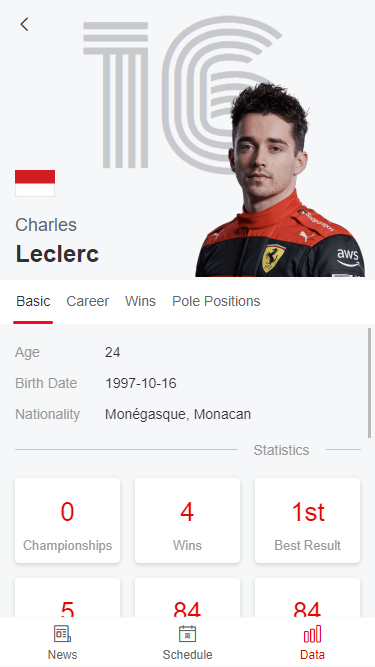 16
Charles
Leclerc
aws
Basic Career Wins Pole Positions
Age 24
Birth Date 1997-10-16
Nationality Monégasque, Monacan
Statistics
0 4 1st
Championships Wins Best Result
5 84 84
News Schedule Data